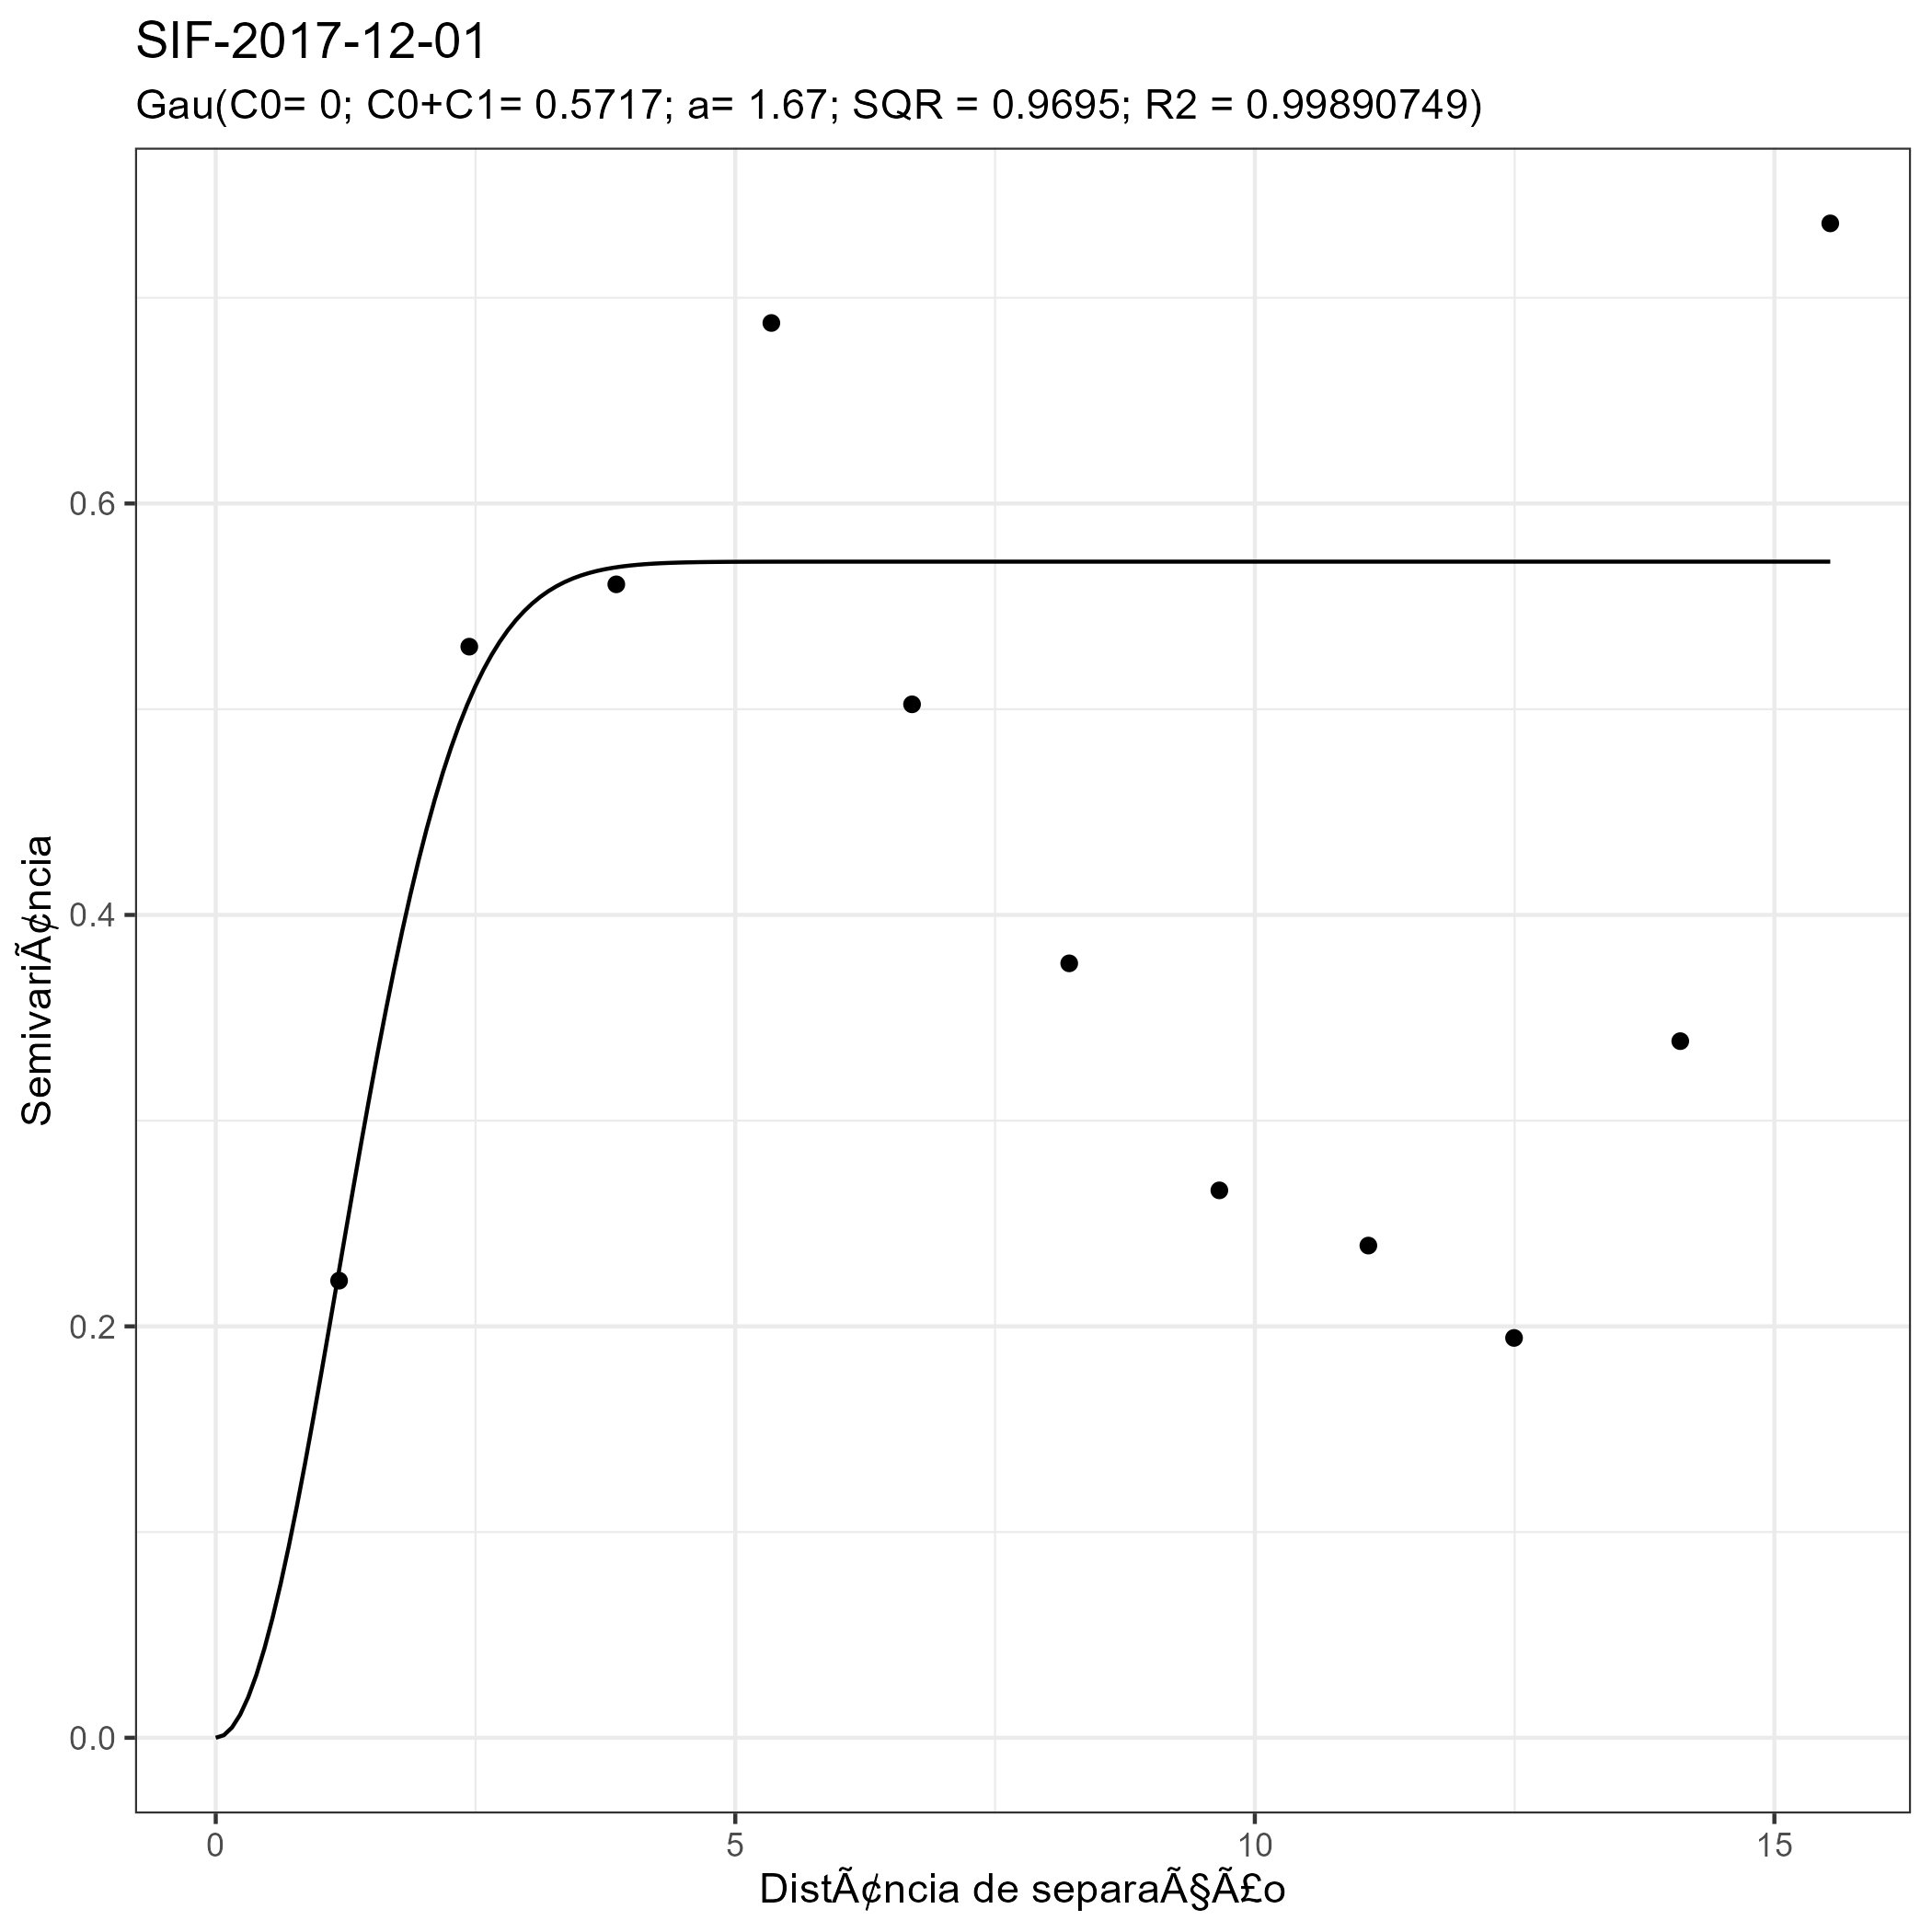 SIF-2017-12-01
Gau(C0= 0; C0+C1= 0.5717; a= 1.67; SQR = 0.9695; R2 = 0.99890749)
SemivariÃ¢ncia
0.6
0.4
0.2
0.0
0
5
10
15
DistÃ¢ncia de separaÃ§Ã£o